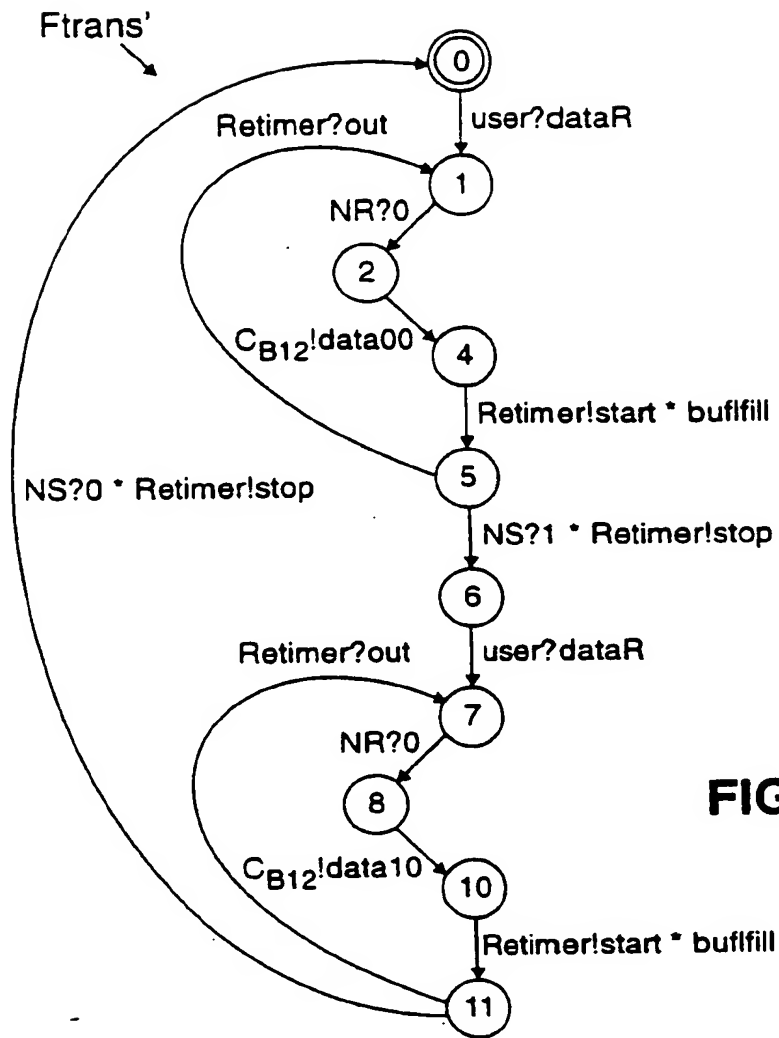 Ftrans'
0
user?dataR
Retimer?out
1
NR?0
2
C_B12!data00
4
Retimer!start * buflfill
5
NS?0 * Retimer!stop
NS?1 * Retimer!stop
6
user?dataR
Retimer?out
7
NR?0
8
FIG
C_B12!data10
10
Retimer!start * buflfill
11